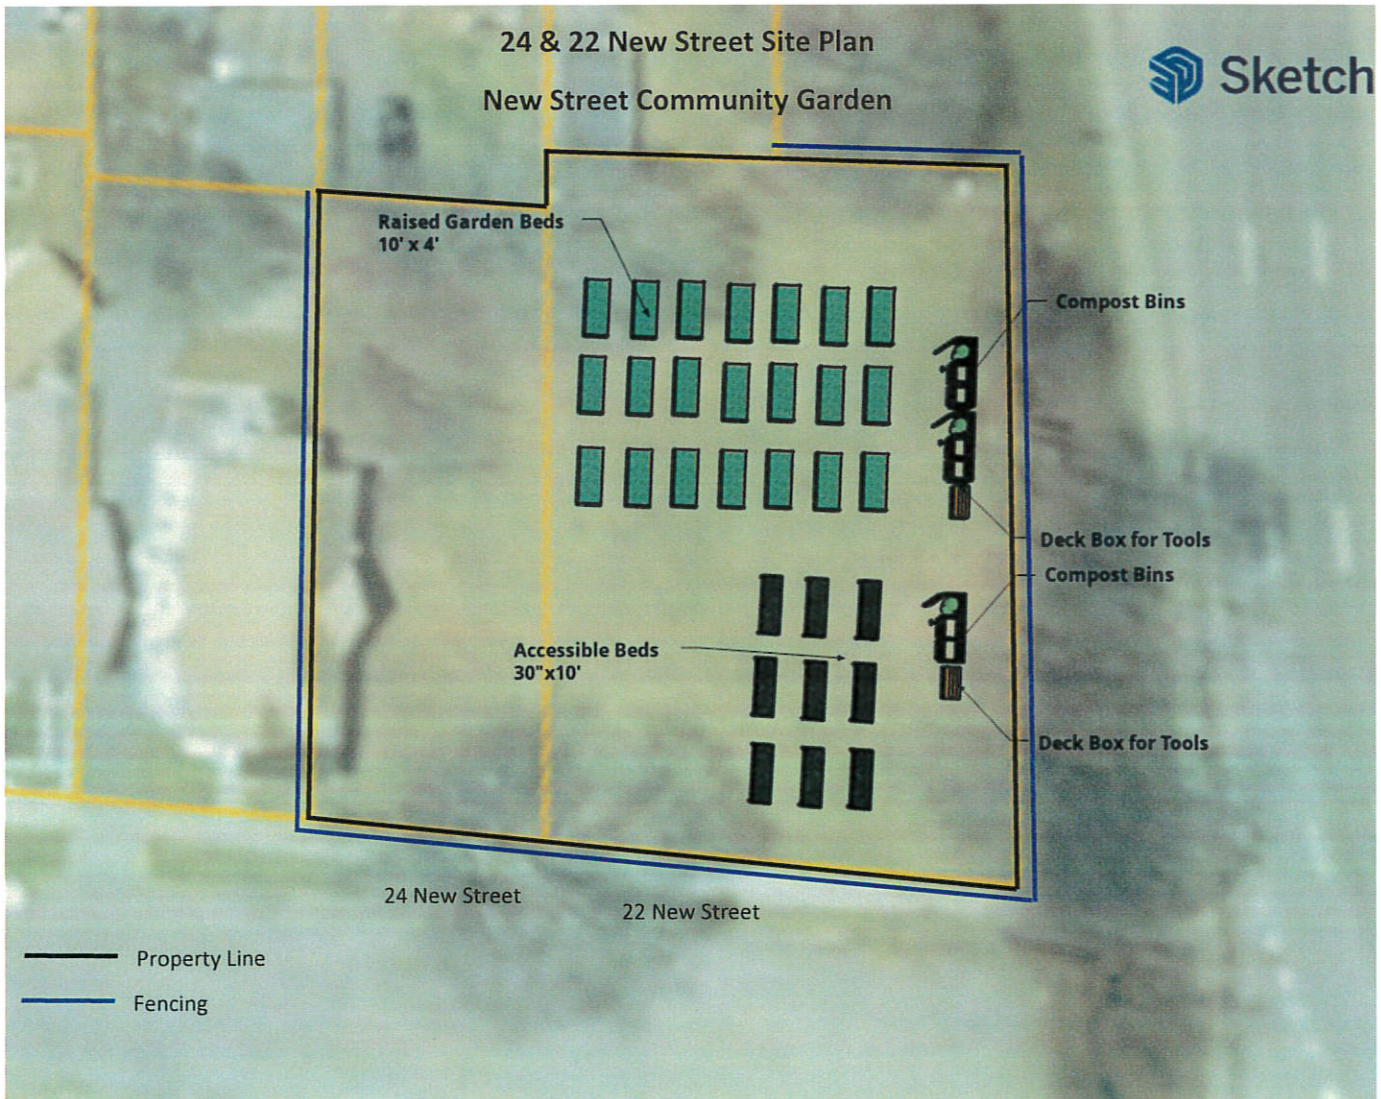 24 & 22 New Street Site Plan
New Street Community Garden
Sketch
Raised Garden Beds
10' x 4'
Compost Bins
Deck Box for Tools
Compost Bins
Accessible Beds
30"x10'
Deck Box for Tools
24 New Street
22 New Street
Property Line
Fencing